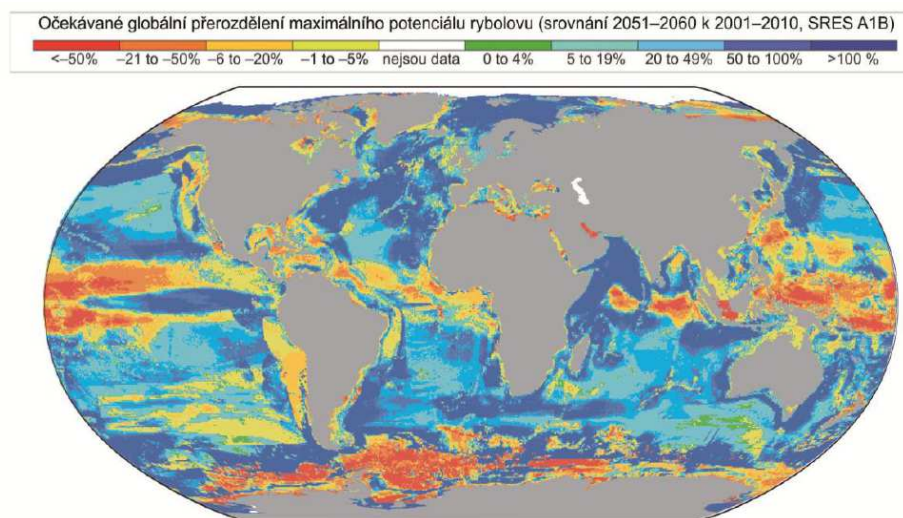 Očekávané globální přerozdělení maximálního potenciálu rybolovu (srovnání 2051–2060 k 2001–2010, SRES A1B)
<–50% –21 to –50% –6 to –20% –1 to –5% nejsou data 0 to 4% 5 to 19% 20 to 49% 50 to 100% >100 %